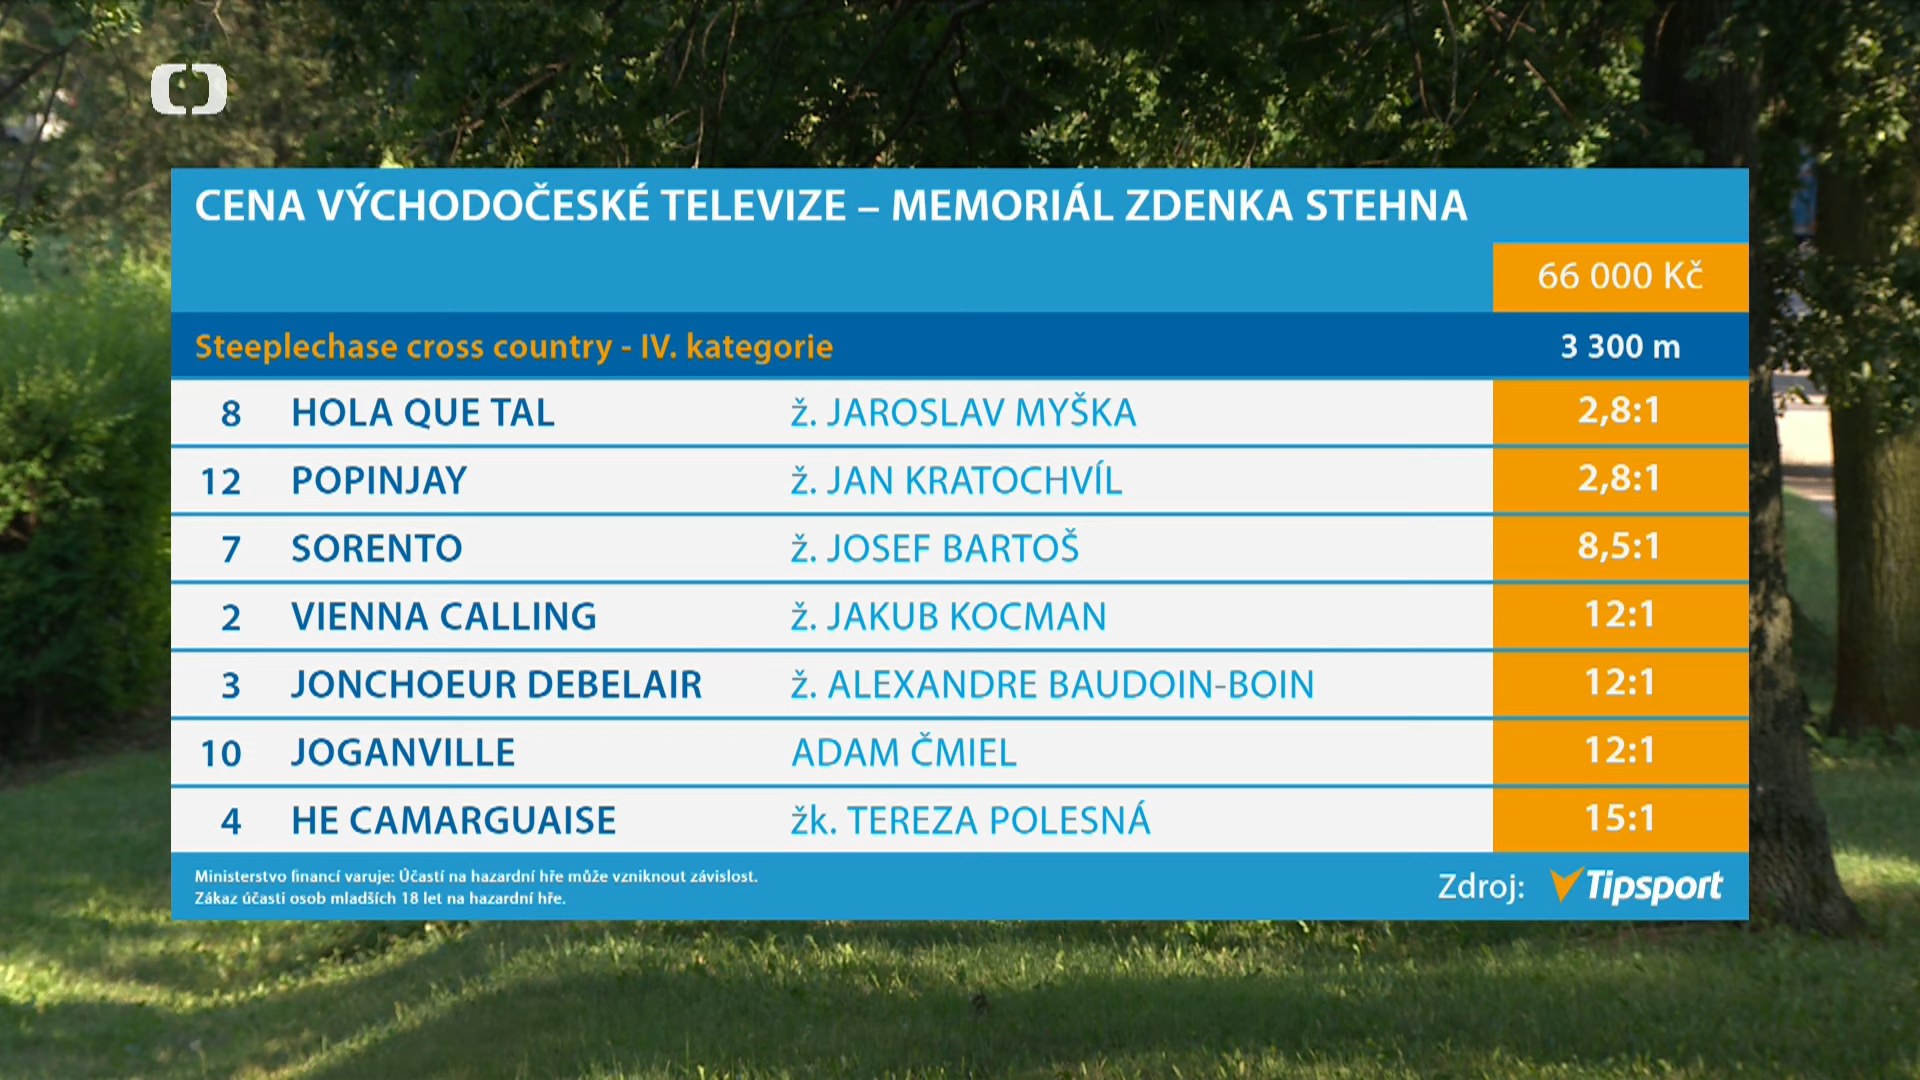 CENA VÝCHODOČESKÉ TELEVIZE – MEMORIÁL ZDENKA STEHNA
66 000 Kč
Steeplechase cross country - IV. kategorie 3 300 m
8 HOLA QUE TAL ž. JAROSLAV MYŠKA 2,8:1
12 POPINJAY ž. JAN KRATOCHVÍL 2,8:1
7 SORENTO ž. JOSEF BARTOŠ 8,5:1
2 VIENNA CALLING ž. JAKUB KOCMAN 12:1
3 JONCHOEUR DEBELAIR ž. ALEXANDRE BAUDOIN-BOIN 12:1
10 JOGANVILLE ADAM ČMIEL 12:1
4 HE CAMARGUAISE žk. TEREZA POLESNÁ 15:1
Ministerstvo financí varuje: Účastí na hazardní hře může vzniknout závislost.
Zákaz účasti osob mladších 18 let na hazardní hře.
Zdroj: Tipsport